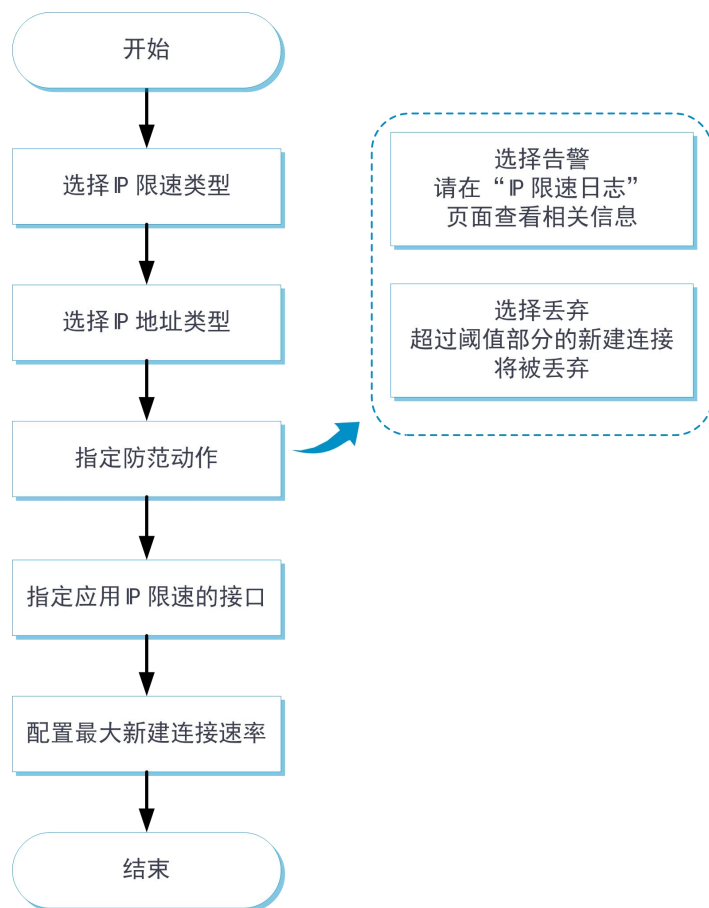 开始
选择IP 限速类型
选择IP 地址类型
指定防范动作
选择告警
请在“IP 限速日志”
页面查看相关信息
选择丢弃
超过阈值部分的新建连接
将被丢弃
指定应用IP 限速的接口
配置最大新建连接速率
结束